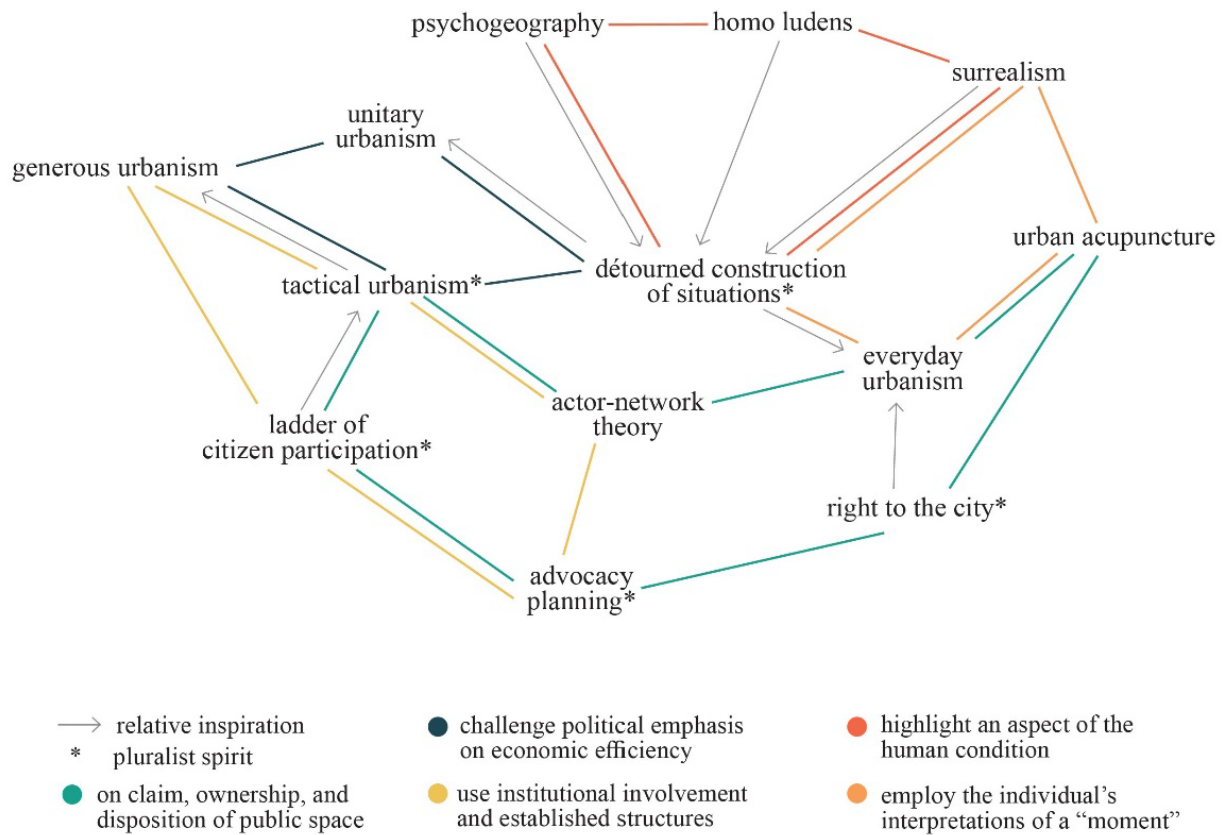 psychogeography
homo ludens
surrealism
unitary
urbanism
generous urbanism
urban acupuncture
tactical urbanism*
détourned construction
of situations*
everyday
urbanism
actor-network
theory
ladder of
citizen participation*
right to the city*
advocacy
planning*
relative inspiration
* pluralist spirit
on claim, ownership, and
disposition of public space
challenge political emphasis
on economic efficiency
use institutional involvement
and established structures
highlight an aspect of the
human condition
employ the individual’s
interpretations of a “moment”